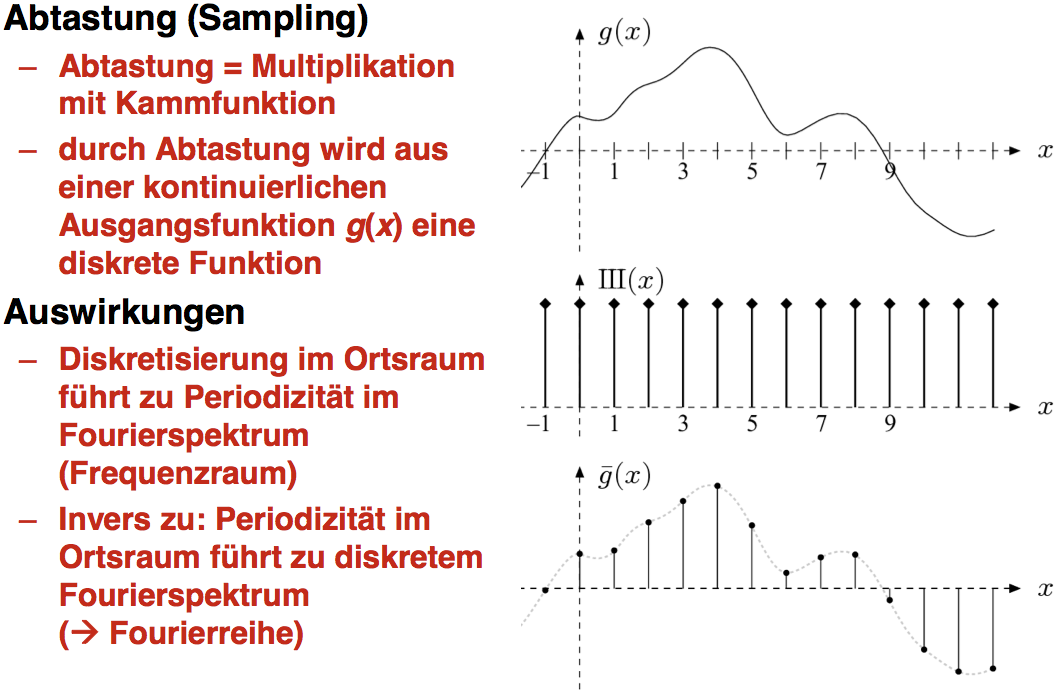 Abtastung (Sampling)
– Abtastung = Multiplikation
mit Kammfunktion
– durch Abtastung wird aus
einer kontinuierlichen
Ausgangsfunktion g(x) eine
diskrete Funktion
Auswirkungen
– Diskretisierung im Ortsraum
führt zu Periodizität im
Fourierspektrum
(Frequenzraum)
– Invers zu: Periodizität im
Ortsraum führt zu diskretem
Fourierspektrum
(→ Fourierreihe)
g(x)
x
−1 1 3 5 7 9
III(x)
x
−1 1 3 5 7 9
ḡ(x)
x